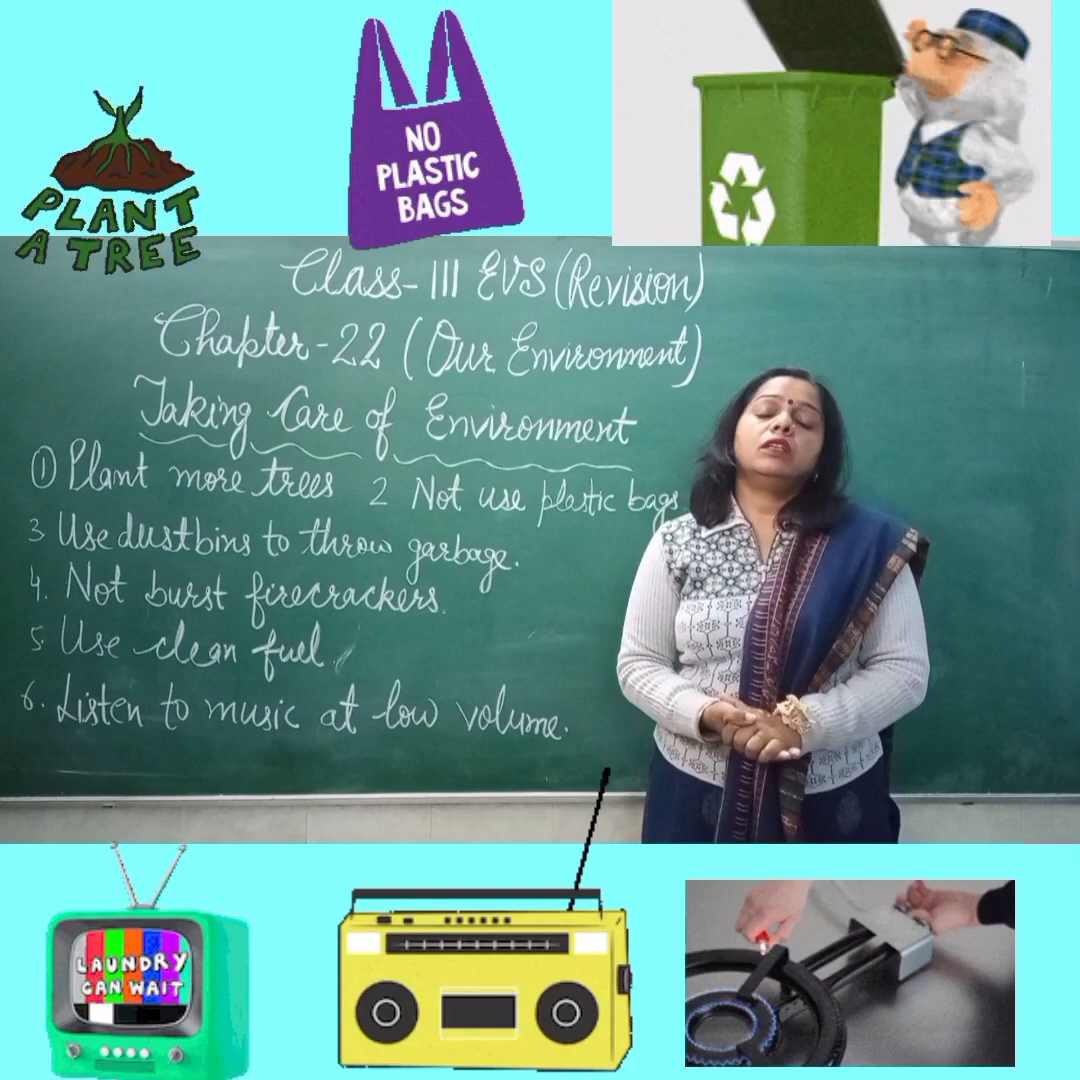 PLANT
A TREE
NO
PLASTIC
BAGS
Class-III EVS (Revision)
Chapter-22 (Our Environment)
Taking Care of Environment
① Plant more trees 2 Not use plastic bags
3 Use dustbins to throw garbage.
4. Not burst firecrackers.
5 Use clean fuel.
6. Listen to music at low volume.
LAUNDRY
CAN WAIT